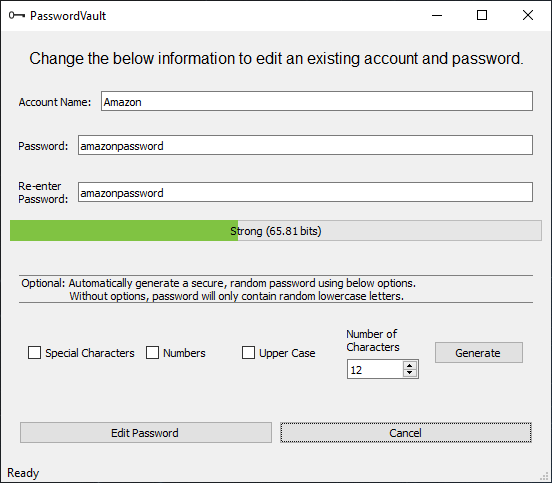 PasswordVault
Change the below information to edit an existing account and password.
Account Name: Amazon
Password: amazonpassword
Re-enter
Password: amazonpassword
Strong (65.81 bits)
Optional: Automatically generate a secure, random password using below options.
Without options, password will only contain random lowercase letters.
Number of
Characters
Special Characters Numbers Upper Case 12 Generate
Edit Password Cancel
Ready